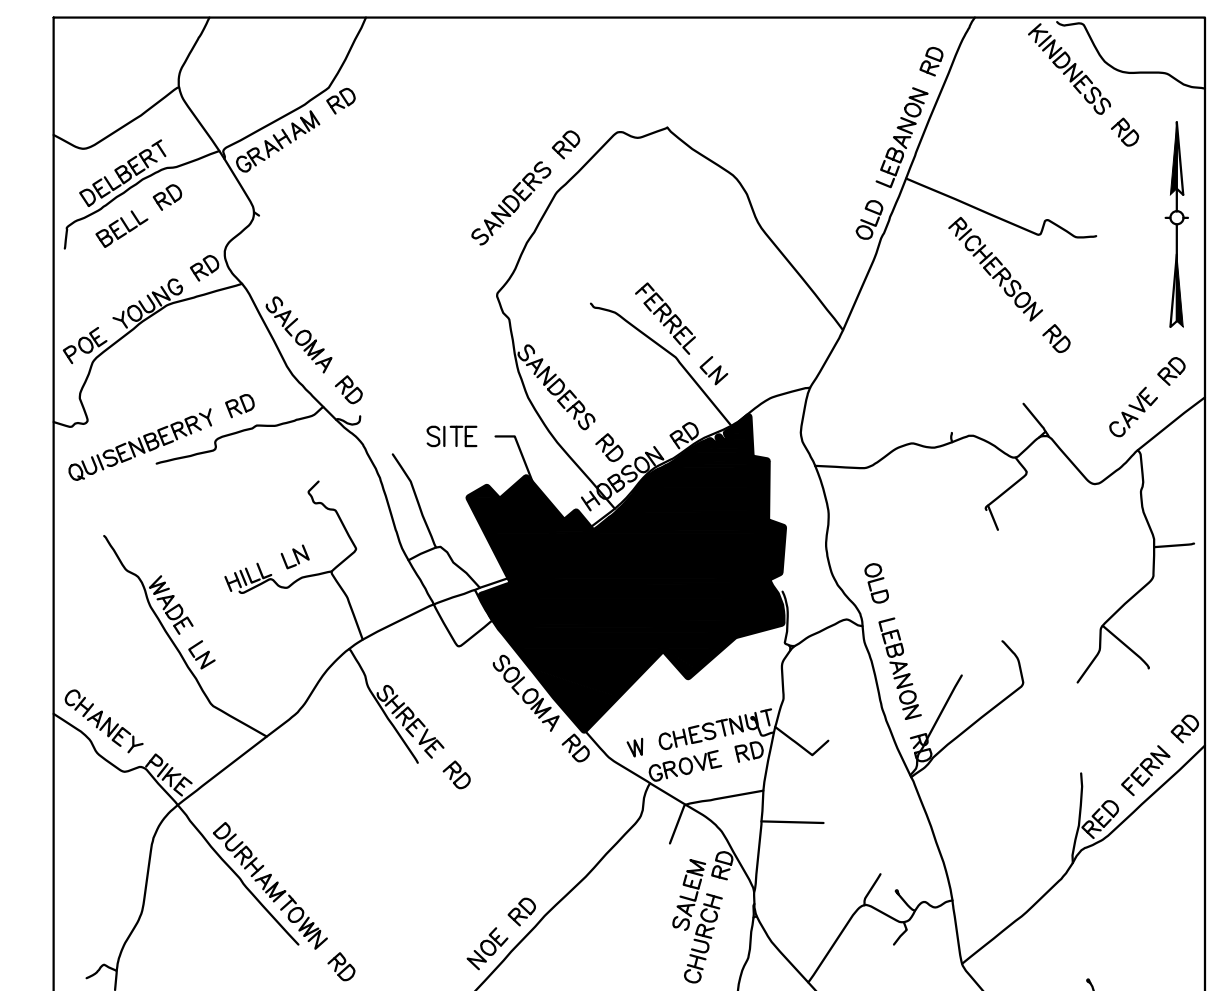 KINDNESS RD
OLD LEBANON RD
GRAHAM RD
DELBERT
BELL RD
SANDERS RD
RICHERSON RD
POE YOUNG RD
SALOMA RD
FERREL LN
SANDERS RD
CAVE RD
QUISENBERRY RD
SITE
HOBSON RD
HILL LN
WADE LN
OLD LEBANON RD
SOLOMA RD
SHREVE RD
CHANEY PIKE
W CHESTNUT
GROVE RD
RED FERN RD
DURHAMTOWN RD
NOE RD
SALEM
CHURCH RD